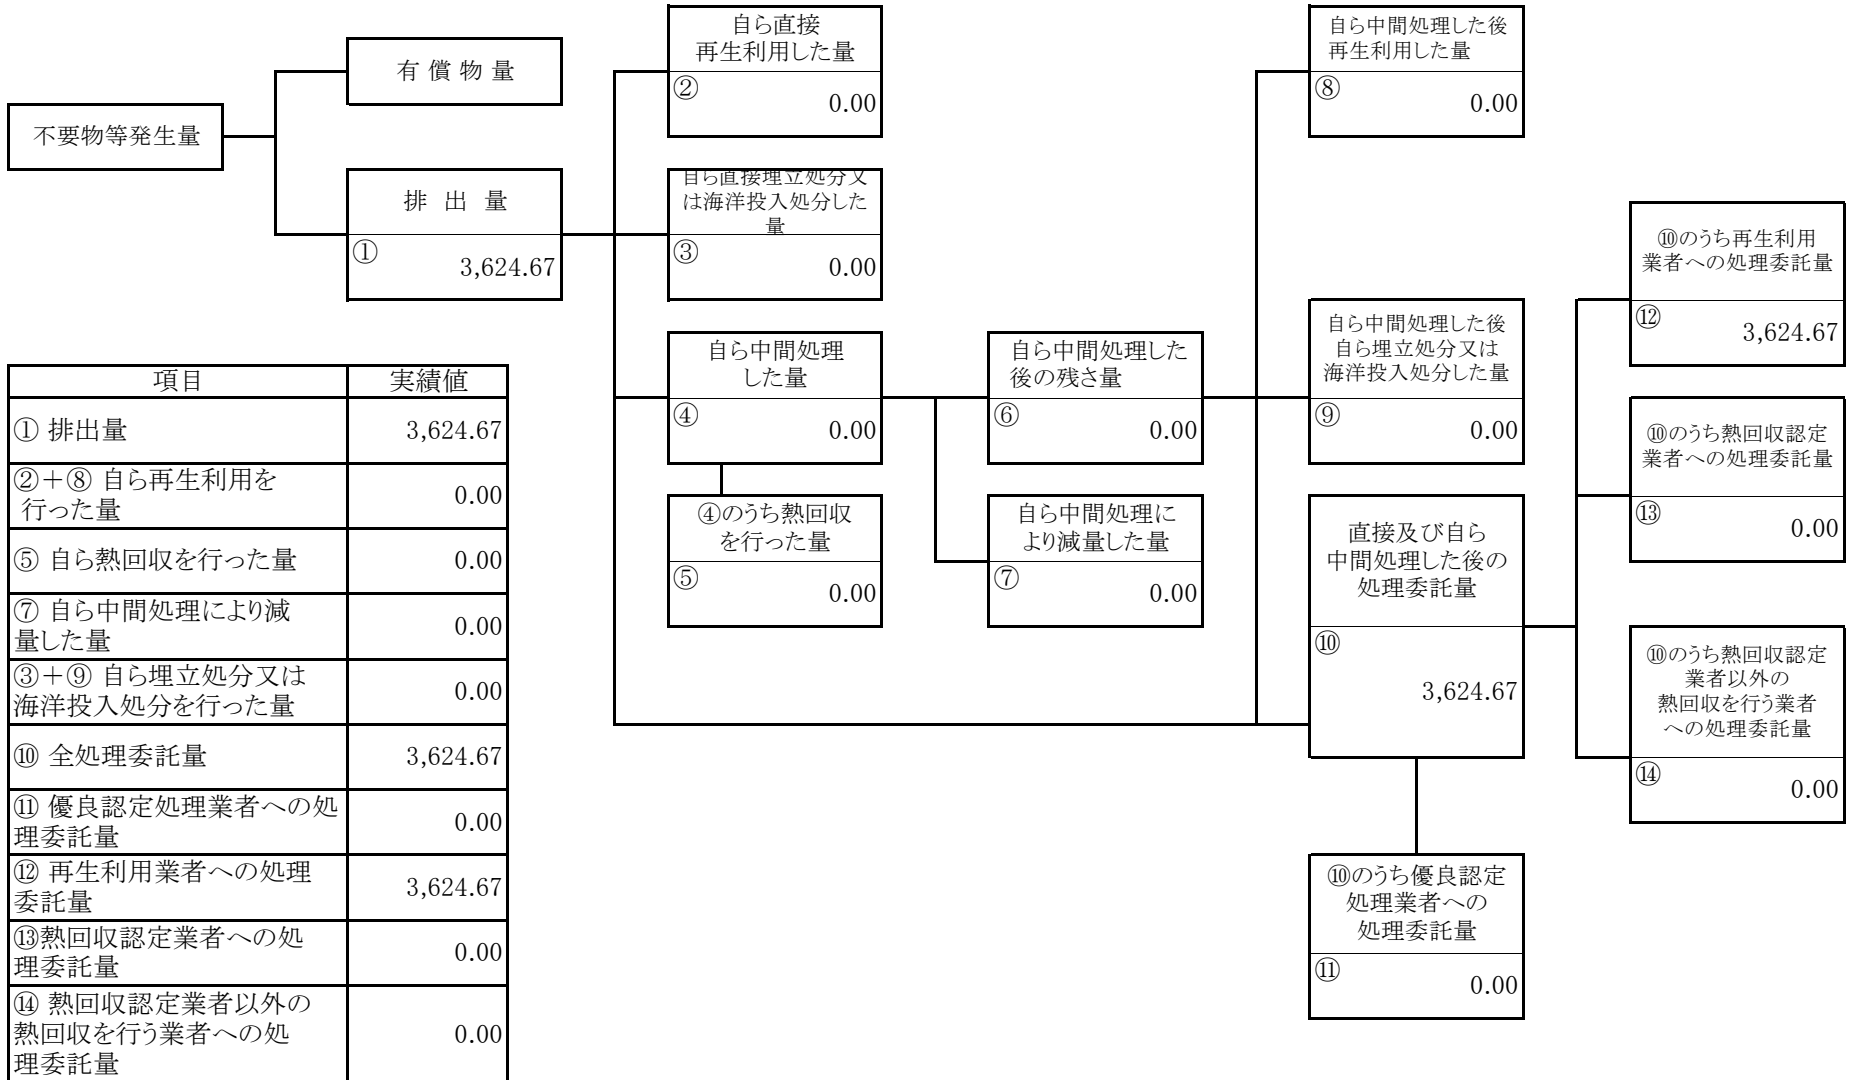 不要物等発生量
有 償 物 量
排 出 量
①
3,624.67
自ら直接
再生利用した量
②
0.00
自ら直接埋立処分又
は海洋投入処分した
量
③
0.00
自ら中間処理
した量
④
0.00
④のうち熱回収
を行った量
⑤
0.00
自ら中間処理した
後の残さ量
⑥
0.00
自ら中間処理に
より減量した量
⑦
0.00
自ら中間処理した後
再生利用した量
⑧
0.00
自ら中間処理した後
自ら埋立処分又は
海洋投入処分した量
⑨
0.00
直接及び自ら
中間処理した後の
処理委託量
⑩
3,624.67
⑩のうち優良認定
処理業者への
処理委託量
⑪
0.00
⑩のうち再生利用
業者への処理委託量
⑫
3,624.67
⑩のうち熱回収認定
業者への処理委託量
⑬
0.00
⑩のうち熱回収認定
業者以外の
熱回収を行う業者
への処理委託量
⑭
0.00
項目 実績値
① 排出量 3,624.67
②＋⑧ 自ら再生利用を
行った量 0.00
⑤ 自ら熱回収を行った量 0.00
⑦ 自ら中間処理により減
量した量 0.00
③＋⑨ 自ら埋立処分又は
海洋投入処分を行った量 0.00
⑩ 全処理委託量 3,624.67
⑪ 優良認定処理業者への処
理委託量 0.00
⑫ 再生利用業者への処理
委託量 3,624.67
⑬熱回収認定業者への処
理委託量 0.00
⑭ 熱回収認定業者以外の
熱回収を行う業者への処
理委託量 0.00